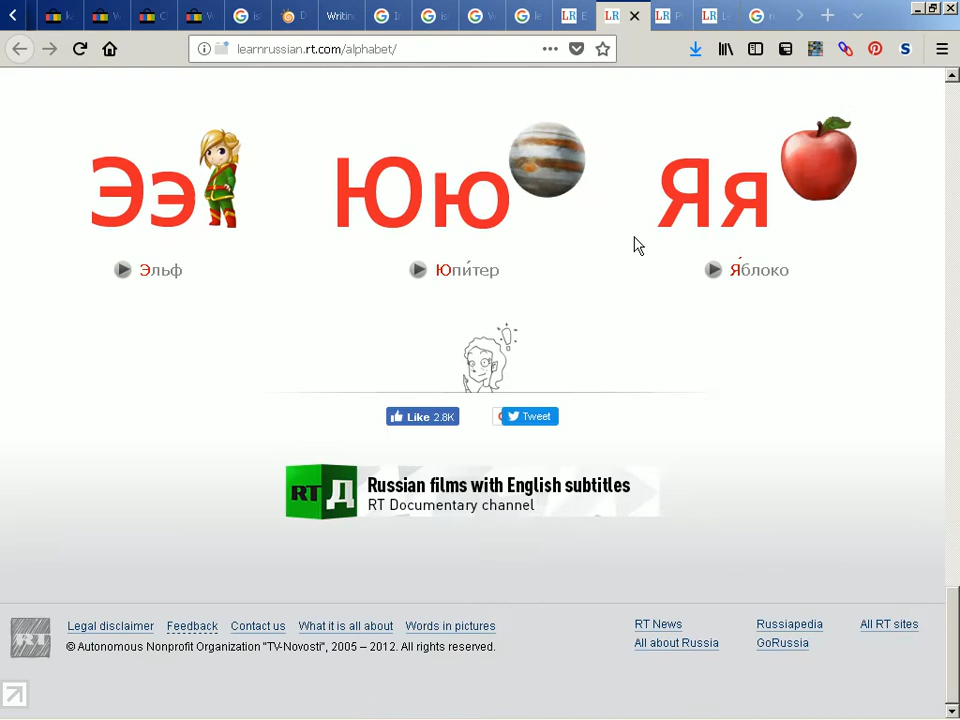 learnrussian.rt.com/alphabet/
Ээ Юю Яя
Эльф Юпи́тер Я́блоко
Like 2.8K Tweet
RTД Russian films with English subtitles
RT Documentary channel
RT Legal disclaimer Feedback Contact us What it is all about Words in pictures
© Autonomous Nonprofit Organization "TV-Novosti", 2005 – 2012. All rights reserved.
RT News Russiapedia All RT sites
All about Russia GoRussia